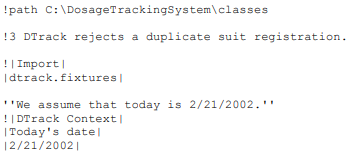 !path C:\DosageTrackingSystem\classes
!3 DTrack rejects a duplicate suit registration.
!|Import|
|dtrack.fixtures|
''We assume that today is 2/21/2002.''
!|DTrack Context|
|Today's date|
|2/21/2002|